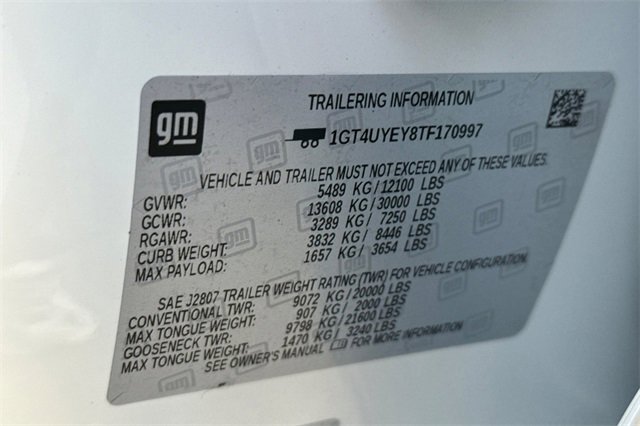 gm
TRAILERING INFORMATION
1GT4UYEY8TF170997
VEHICLE AND TRAILER MUST NOT EXCEED ANY OF THESE VALUES.
GVWR: 5489 KG/12100 LBS
GCWR: 13608 KG/30000 LBS
RGAWR: 3289 KG/ 7250 LBS
CURB WEIGHT: 3832 KG/ 8446 LBS
MAX PAYLOAD: 1657 KG/ 3654 LBS
SAE J2807 TRAILER WEIGHT RATING (TWR) FOR VEHICLE CONFIGURATION.
CONVENTIONAL TWR: 9072 KG/20000 LBS
MAX TONGUE WEIGHT: 907 KG/ 2000 LBS
GOOSENECK TWR: 9798 KG/21600 LBS
MAX TONGUE WEIGHT: 1470 KG/ 3240 LBS
SEE OWNER'S MANUAL FOR MORE INFORMATION